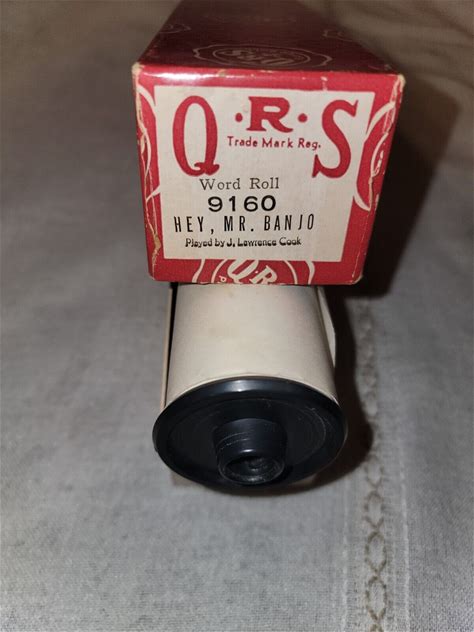 Q·R·S
Trade Mark Reg.
Word Roll
9160
HEY, MR. BANJO
Played by J. Lawrence Cook